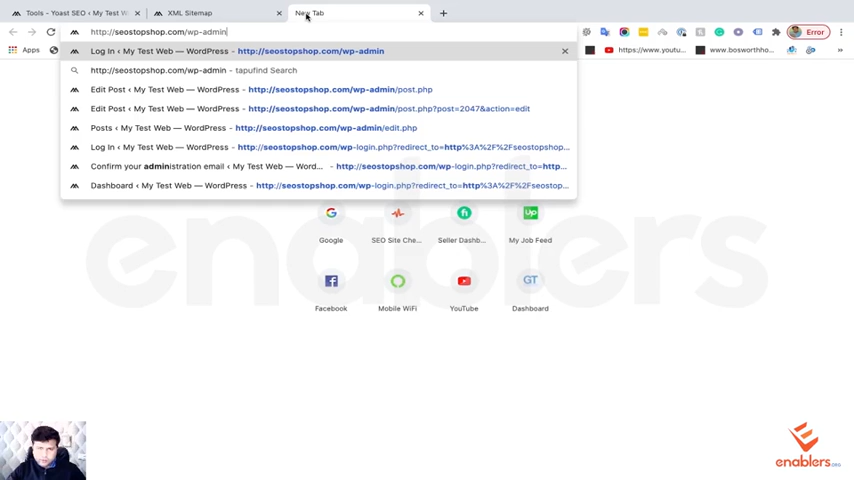 Tools - Yoast SEO ‹ My Test W
XML Sitemap
New Tab
http://seostopshop.com/wp-admin
Error
Apps
https://www.youtu...
www.bosworthho...
Log In ‹ My Test Web — WordPress - http://seostopshop.com/wp-admin
http://seostopshop.com/wp-admin - tapufind Search
Edit Post ‹ My Test Web — WordPress - http://seostopshop.com/wp-admin/post.php
Edit Post ‹ My Test Web — WordPress - http://seostopshop.com/wp-admin/post.php?post=2047&action=edit
Posts ‹ My Test Web — WordPress - http://seostopshop.com/wp-admin/edit.php
Log In ‹ My Test Web — WordPress - http://seostopshop.com/wp-login.php?redirect_to=http%3A%2F%2Fseostopshop...
Confirm your administration email ‹ My Test Web — Word... - http://seostopshop.com/wp-login.php?redirect_to=http...
Dashboard ‹ My Test Web — WordPress - http://seostopshop.com/wp-login.php?redirect_to=http%3A%2F%2Fseostop...
Google
SEO Site Che...
Seller Dashb...
My Job Feed
Facebook
Mobile WiFi
YouTube
Dashboard
enablers
enablers.ORG